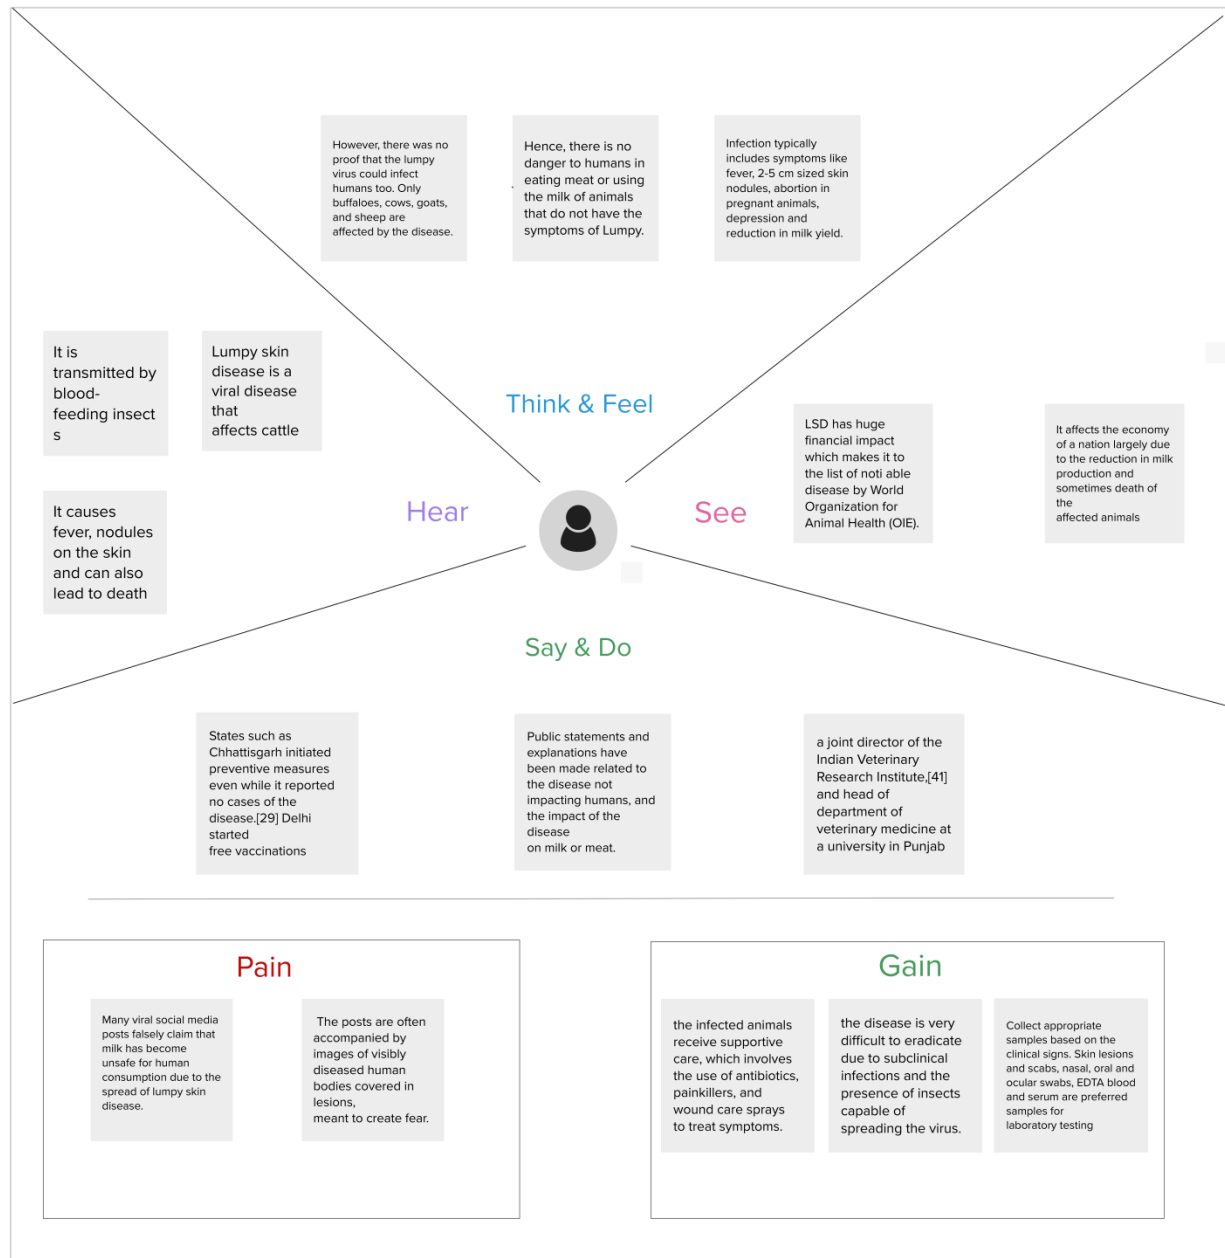 However, there was no
proof that the lumpy
virus could infect
humans too. Only
buffaloes, cows, goats,
and sheep are
affected by the disease.
Hence, there is no
danger to humans in
eating meat or using
the milk of animals
that do not have the
symptoms of Lumpy.
Infection typically
includes symptoms like
fever, 2-5 cm sized skin
nodules, abortion in
pregnant animals,
depression and
reduction in milk yield.
Think & Feel
It is
transmitted by
blood-
feeding insect
s
Lumpy skin
disease is a
viral disease
that
affects cattle
It causes
fever, nodules
on the skin
and can also
lead to death
Hear
See
LSD has huge
financial impact
which makes it to
the list of noti able
disease by World
Organization for
Animal Health (OIE).
It affects the economy
of a nation largely due
to the reduction in milk
production and
sometimes death of
the
affected animals
Say & Do
States such as
Chhattisgarh initiated
preventive measures
even while it reported
no cases of the
disease.[29] Delhi
started
free vaccinations
Public statements and
explanations have
been made related to
the disease not
impacting humans, and
the impact of the
disease
on milk or meat.
a joint director of the
Indian Veterinary
Research Institute,[41]
and head of
department of
veterinary medicine at
a university in Punjab
Pain
Many viral social media
posts falsely claim that
milk has become
unsafe for human
consumption due to the
spread of lumpy skin
disease.
The posts are often
accompanied by
images of visibly
diseased human
bodies covered in
lesions,
meant to create fear.
Gain
the infected animals
receive supportive
care, which involves
the use of antibiotics,
painkillers, and
wound care sprays
to treat symptoms.
the disease is very
difficult to eradicate
due to subclinical
infections and the
presence of insects
capable of
spreading the virus.
Collect appropriate
samples based on the
clinical signs. Skin lesions
and scabs, nasal, oral and
ocular swabs, EDTA blood
and serum are preferred
samples for
laboratory testing